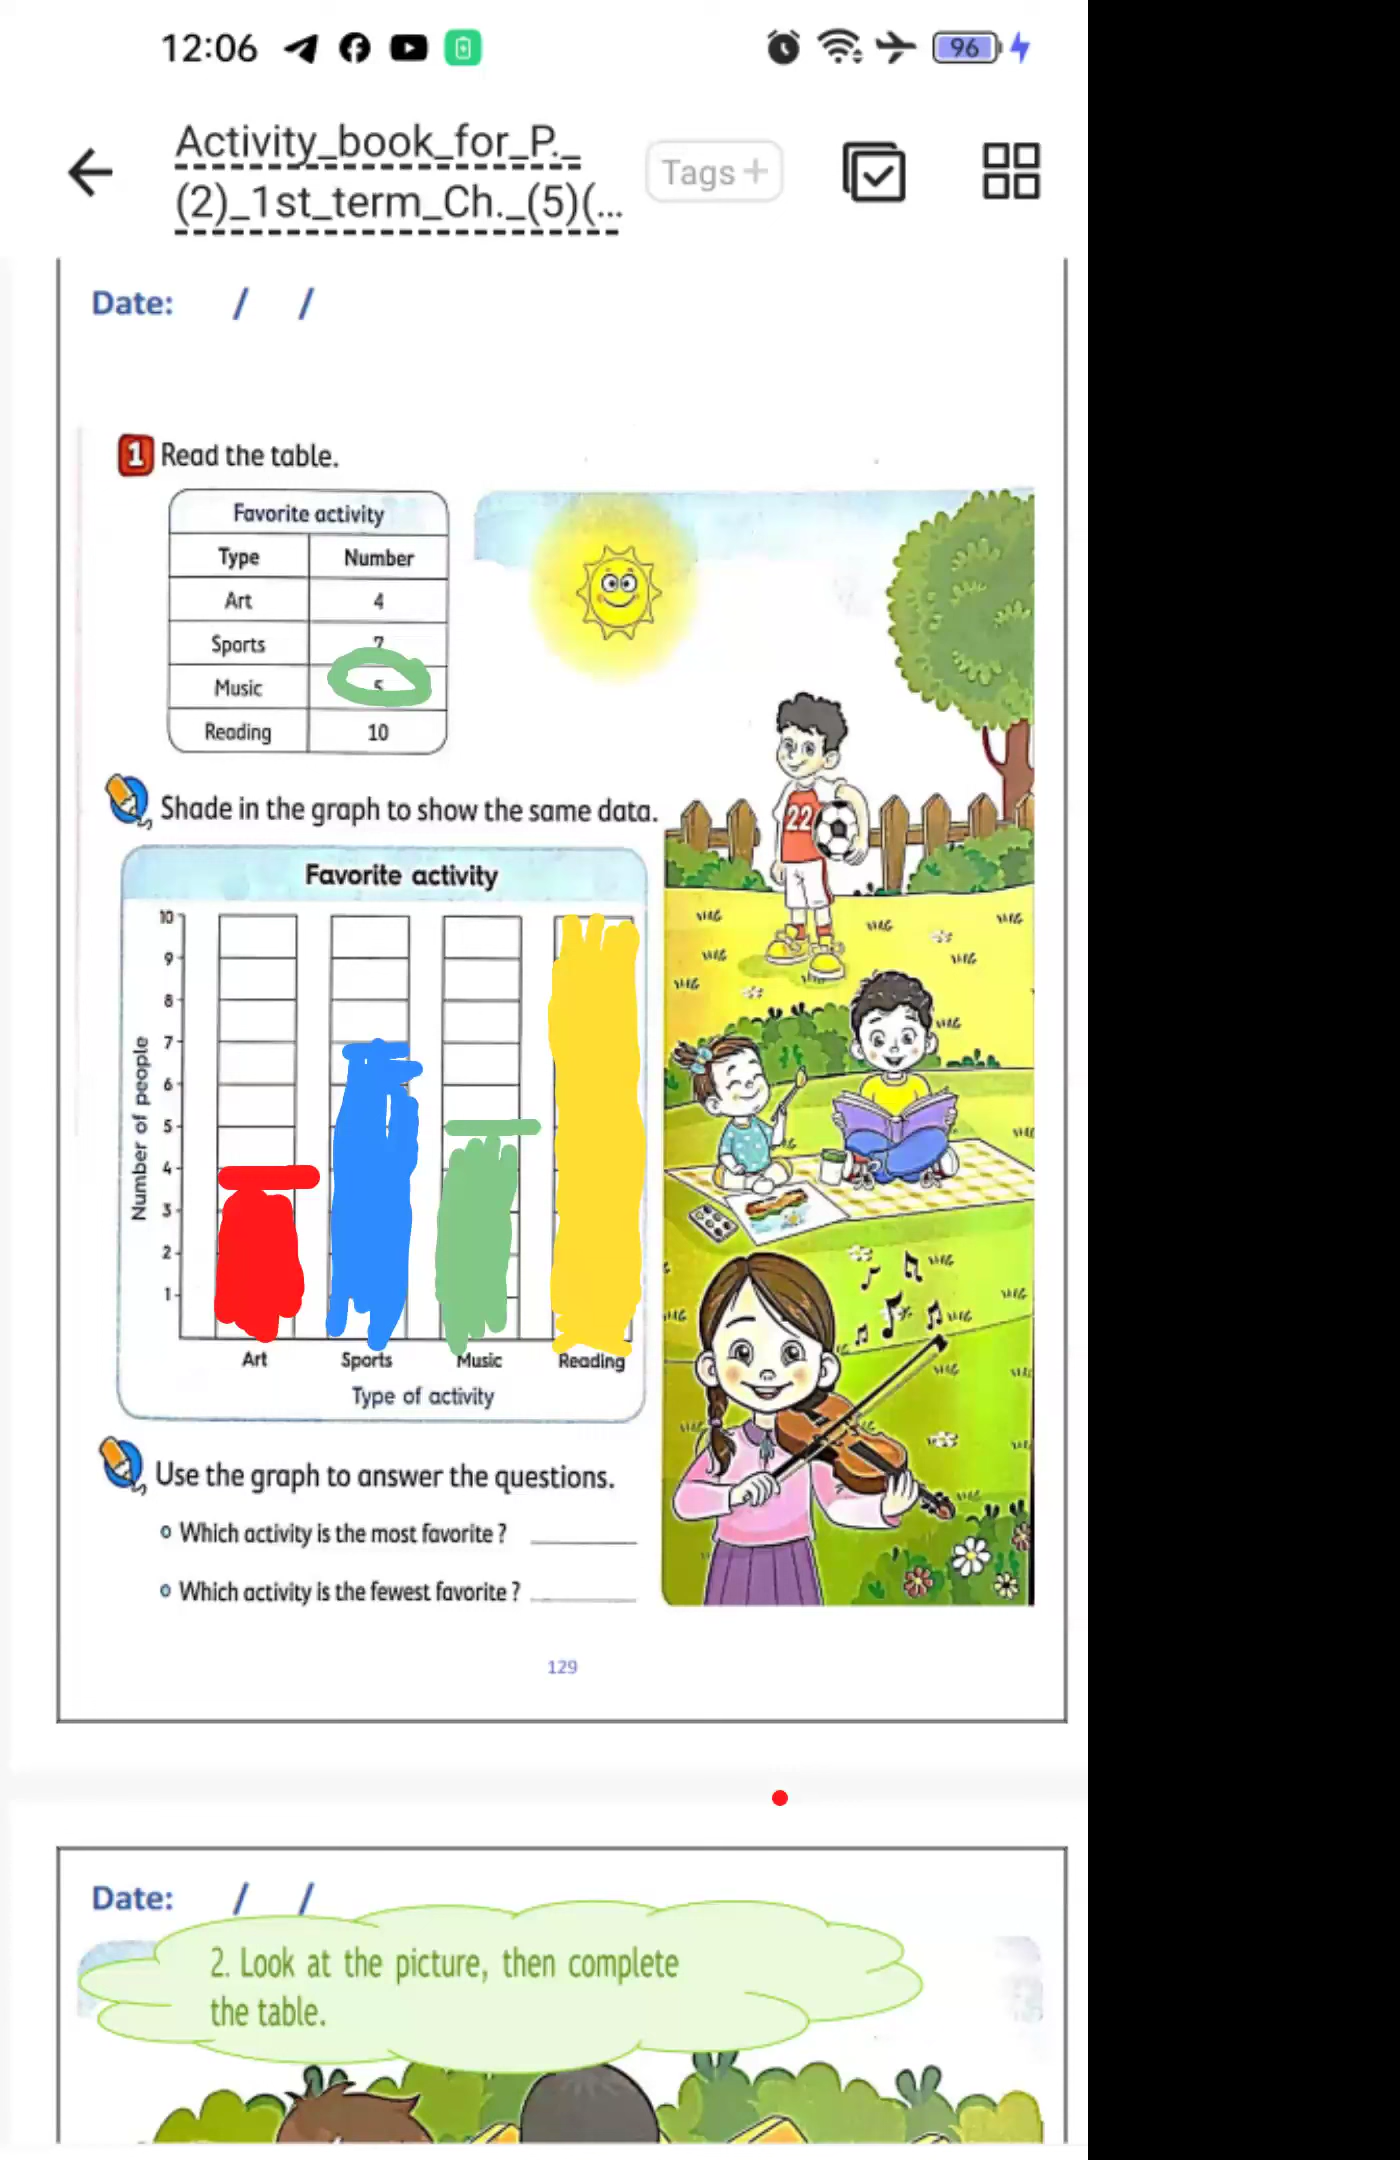 12:06
96
Activity_book_for_P._
(2)_1st_term_Ch._(5)(...
Tags +
Date: / /
1 Read the table.
Favorite activity
Type Number
Art 4
Sports 7
Music 5
Reading 10
22
Shade in the graph to show the same data.
Favorite activity
Number of people
10
9
8
7
6
5
4
3
2
1
Art Sports Music Reading
Type of activity
Use the graph to answer the questions.
Which activity is the most favorite ?
Which activity is the fewest favorite ?
129
Date: / /
2. Look at the picture, then complete
the table.